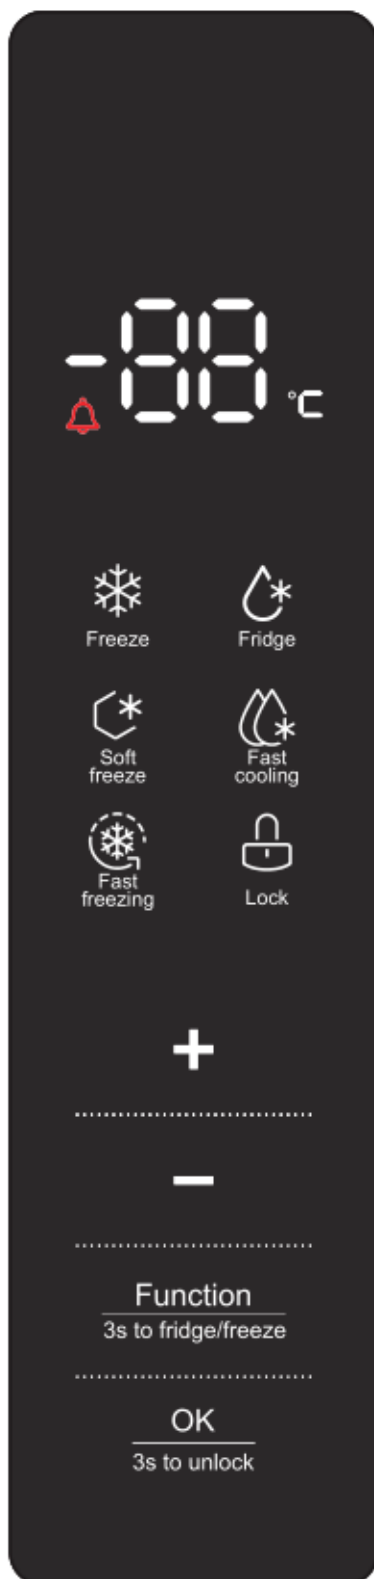 -88
°C
Freeze
Fridge
Soft
freeze
Fast
cooling
Fast
freezing
Lock
+
−
Function
3s to fridge/freeze
OK
3s to unlock